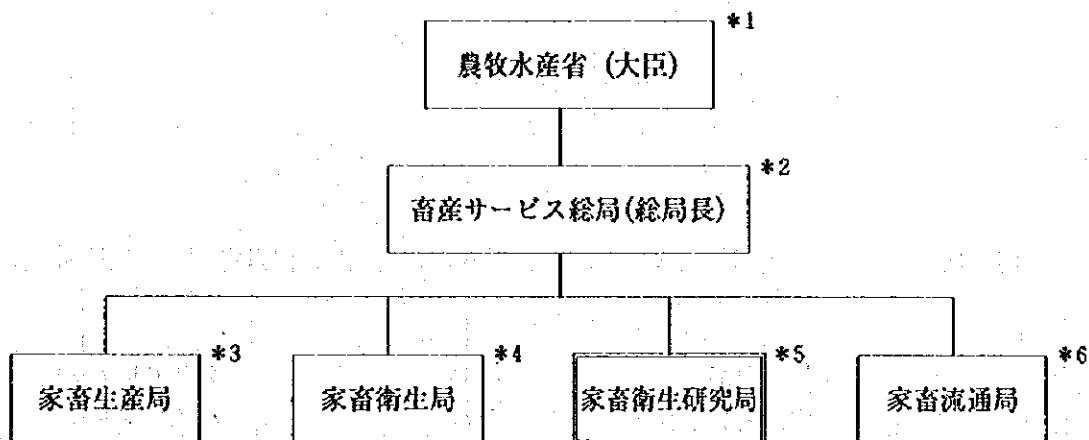 *1
農牧水産省 (大臣)
*2
畜産サービス総局(総局長)
*3
家畜生産局
*4
家畜衛生局
*5
家畜衛生研究局
*6
家畜流通局